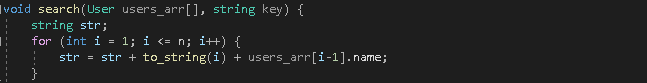 void search(User users_arr[], string key) {
string str;
for (int i = 1; i <= n; i++) {
str = str + to_string(i) + users_arr[i-1].name;
}